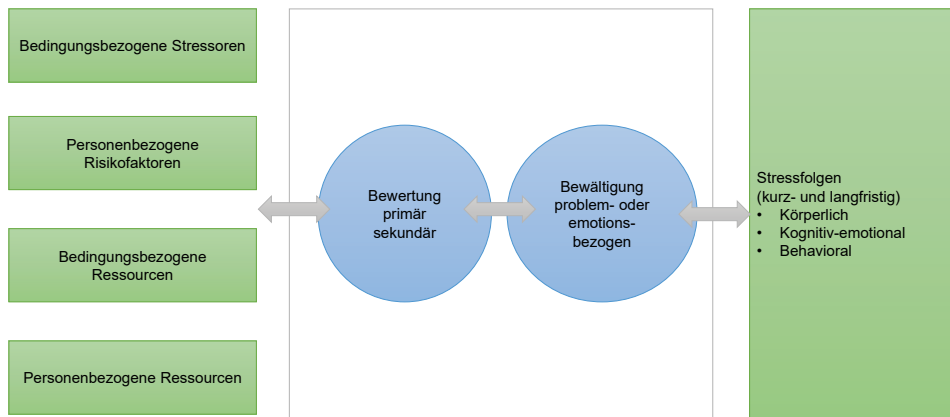 Bedingungsbezogene Stressoren
Personenbezogene
Risikofaktoren
Bedingungsbezogene
Ressourcen
Personenbezogene Ressourcen
Bewertung
primär
sekundär
Bewältigung
problem- oder
emotions-
bezogen
Stressfolgen
(kurz- und langfristig)
• Körperlich
• Kognitiv-emotional
• Behavioral